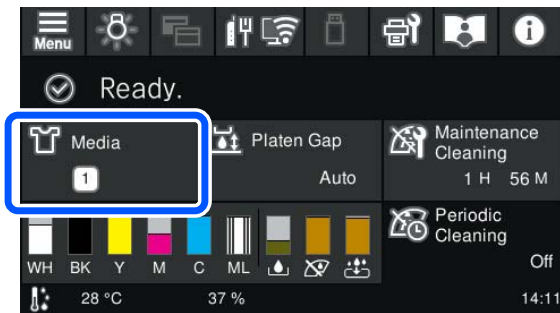 Menu
Ready.
Media
1
Platen Gap
Auto
Maintenance
Cleaning
1 H 56 M
WH BK Y M C ML
Periodic
Cleaning
Off
28 °C 37 % 14:11